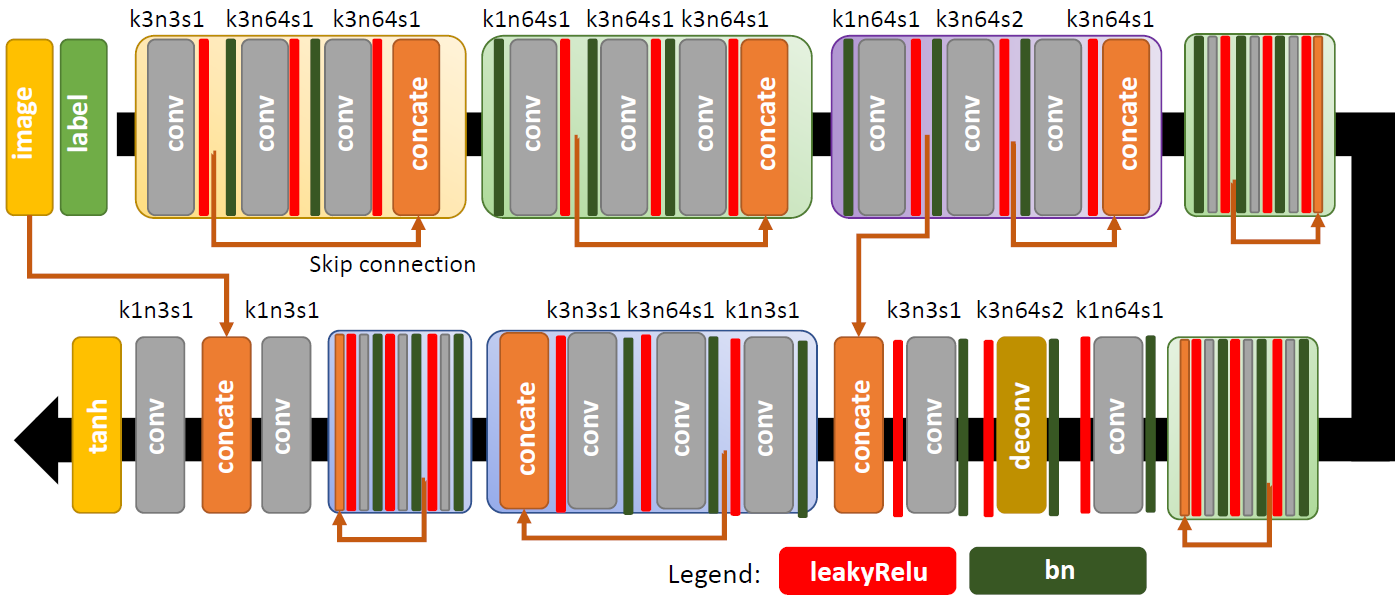 k3n3s1 k3n64s1 k3n64s1 k1n64s1 k3n64s1 k3n64s1 k1n64s1 k3n64s2 k3n64s1
image label conv conv conv concate conv conv conv concate conv conv conv concate
Skip connection
k1n3s1 k1n3s1 k3n3s1 k3n64s1 k1n3s1 k3n3s1 k3n64s2 k1n64s1
tanh conv concate conv concate conv conv conv concate conv deconv conv
Legend: leakyRelu bn